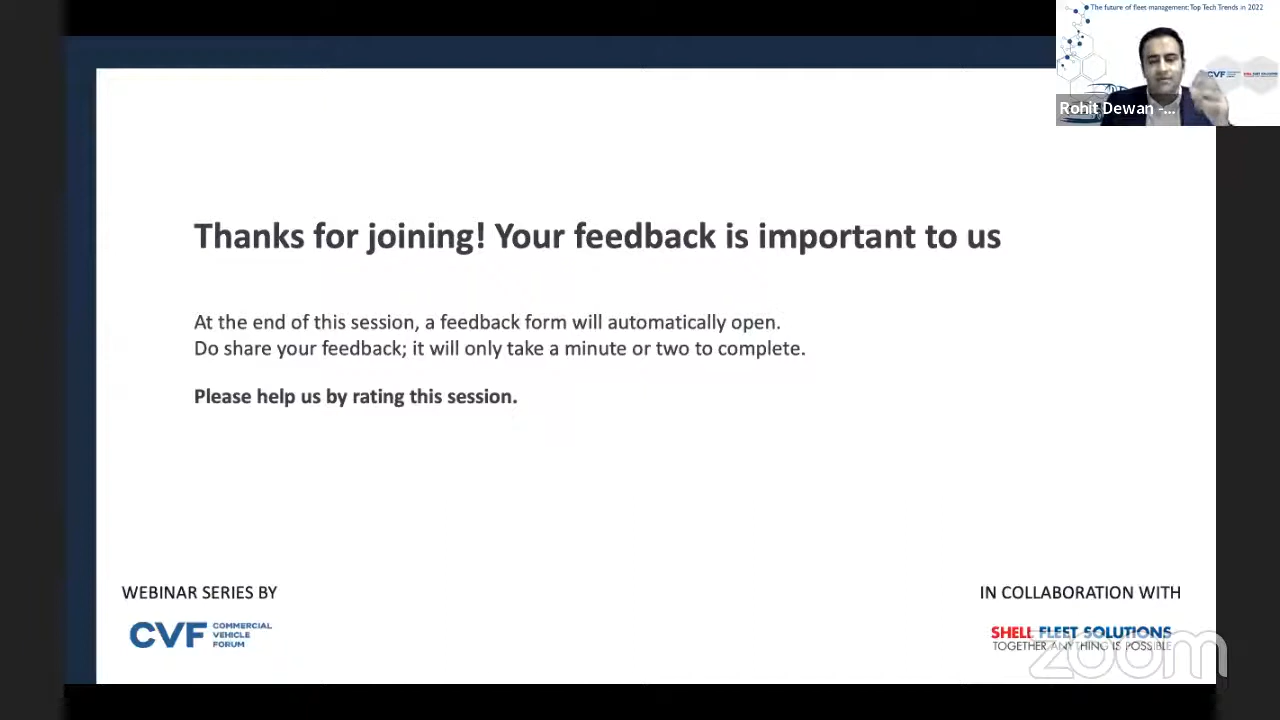 The future of fleet management: Top Tech Trends in 2022
CVF
Rohit Dewan -...
Thanks for joining! Your feedback is important to us
At the end of this session, a feedback form will automatically open.
Do share your feedback; it will only take a minute or two to complete.
Please help us by rating this session.
WEBINAR SERIES BY
CVF COMMERCIAL
VEHICLE
FORUM
IN COLLABORATION WITH
SHELL FLEET SOLUTIONS
TOGETHER ANYTHING IS POSSIBLE
zoom